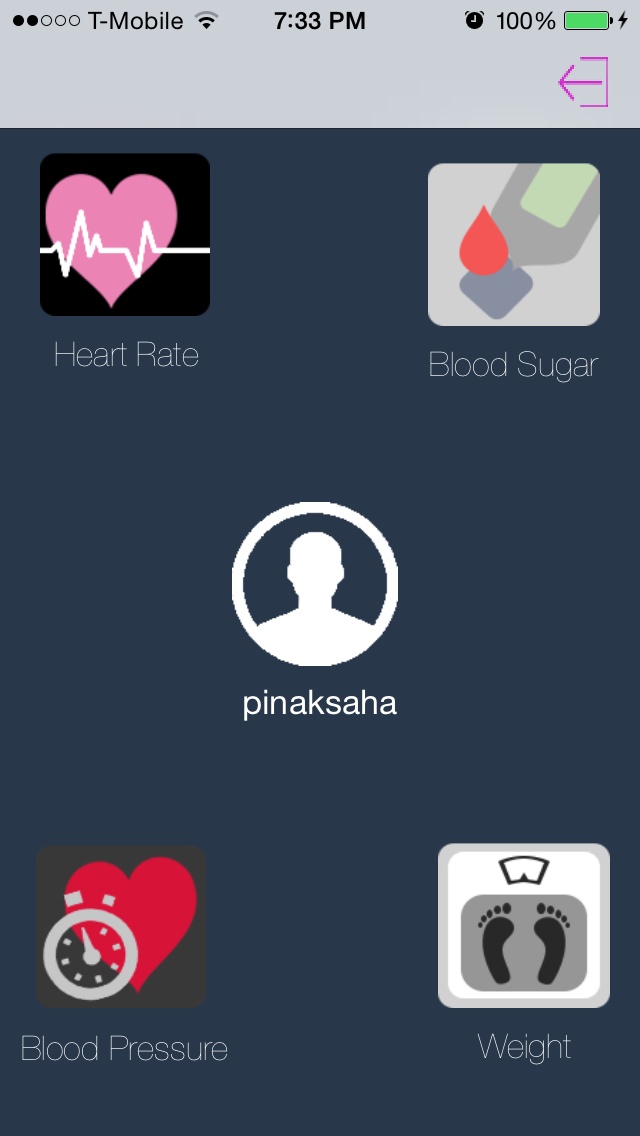 T-Mobile 7:33 PM 100%
Heart Rate
Blood Sugar
pinaksaha
Blood Pressure
Weight